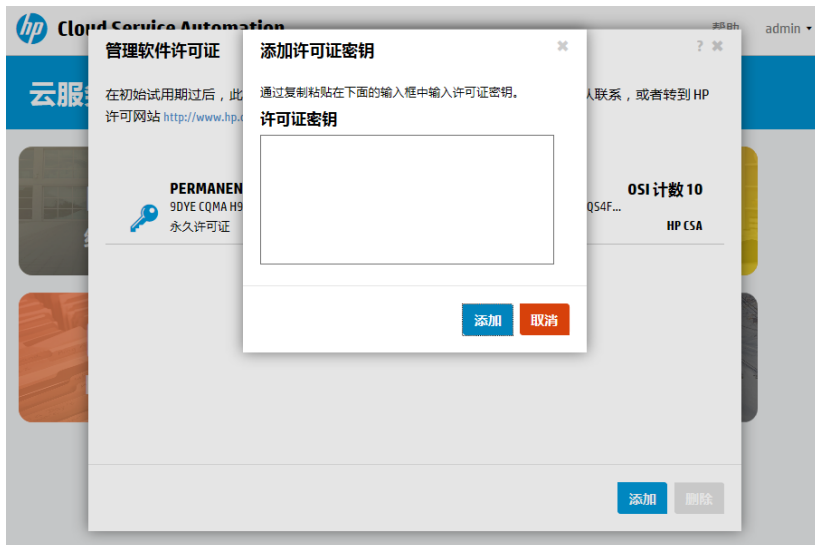 hp
Cloud Service Automation
帮助
admin
管理软件许可证
? ×
添加许可证密钥
×
在初始试用期过后，此
人联系，或者转到 HP
许可网站 http://www.hp.c
通过复制粘贴在下面的输入框中输入许可证密钥。
许可证密钥
云服务
PERMANEN
OSI 计数 10
9DYE CQMA H9
QS4F...
永久许可证
HP CSA
添加
取消
添加
删除